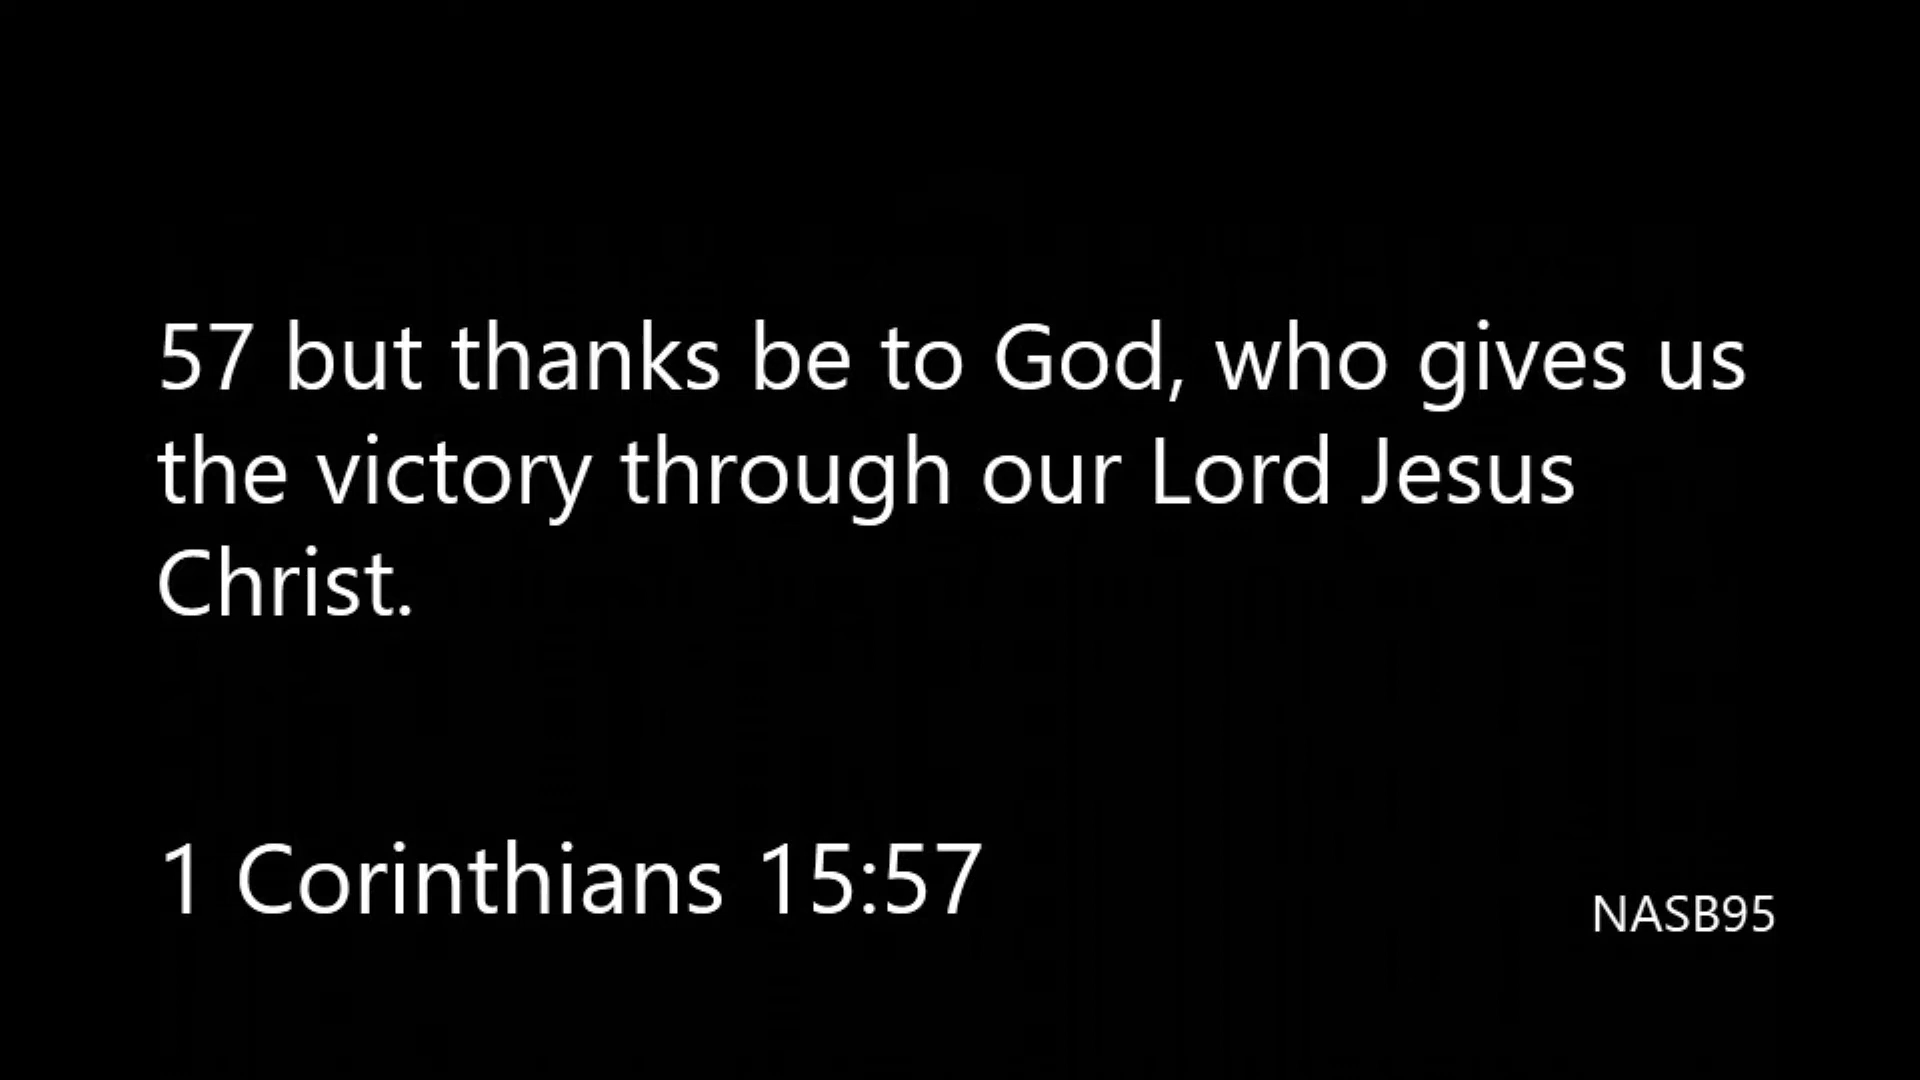 57 but thanks be to God, who gives us
the victory through our Lord Jesus
Christ.
1 Corinthians 15:57
NASB95